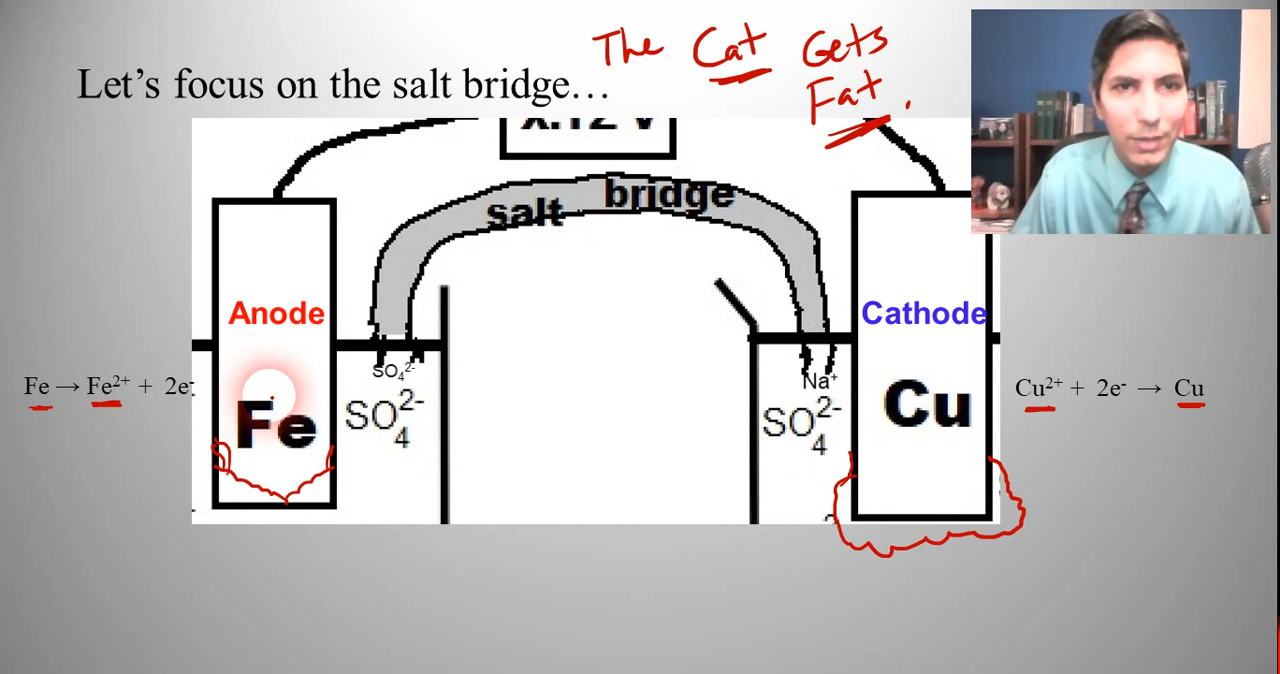 The Cat Gets
Fat.
Let's focus on the salt bridge…
salt bridge
Anode
Cathode
SO₄²⁻
Na⁺
Fe → Fe²⁺ + 2e⁻
Fe
SO₄²⁻
SO₄²⁻
Cu
Cu²⁺ + 2e⁻ → Cu